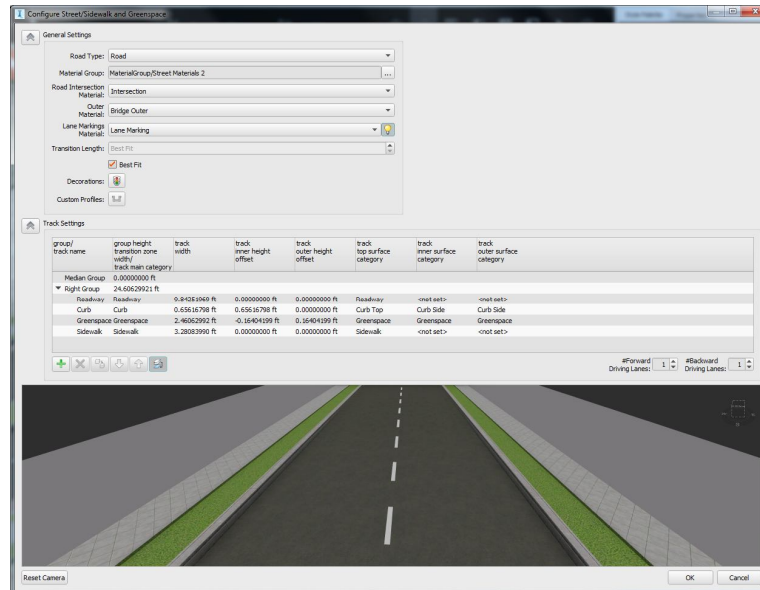 Configure Street/Sidewalk and Greenspace
General Settings
Road Type: Road
Material Group: MaterialGroup/Street Materials 2 ...
Road Intersection Material: Intersection
Outer Material: Bridge Outer
Lane Markings Material: Lane Marking
Transition Length: Best Fit
Best Fit
Decorations:
Custom Profiles:
Track Settings
group/ track name
group height transition zone width/ track main category
track width
track inner height offset
track outer height offset
track top surface category
track inner surface category
track outer surface category
Median Group 0.00000000 ft
Right Group 24.60629921 ft
Roadway Roadway 9.84251969 ft 0.00000000 ft 0.00000000 ft Roadway <not set> <not set>
Curb Curb 0.65616798 ft 0.65616798 ft 0.00000000 ft Curb Top Curb Side Curb Side
Greenspace Greenspace 2.46062992 ft -0.16404199 ft 0.16404199 ft Greenspace Greenspace Greenspace
Sidewalk Sidewalk 3.28083990 ft 0.00000000 ft 0.00000000 ft Sidewalk <not set> <not set>
#Forward Driving Lanes: 1
#Backward Driving Lanes: 1
Reset Camera
OK
Cancel